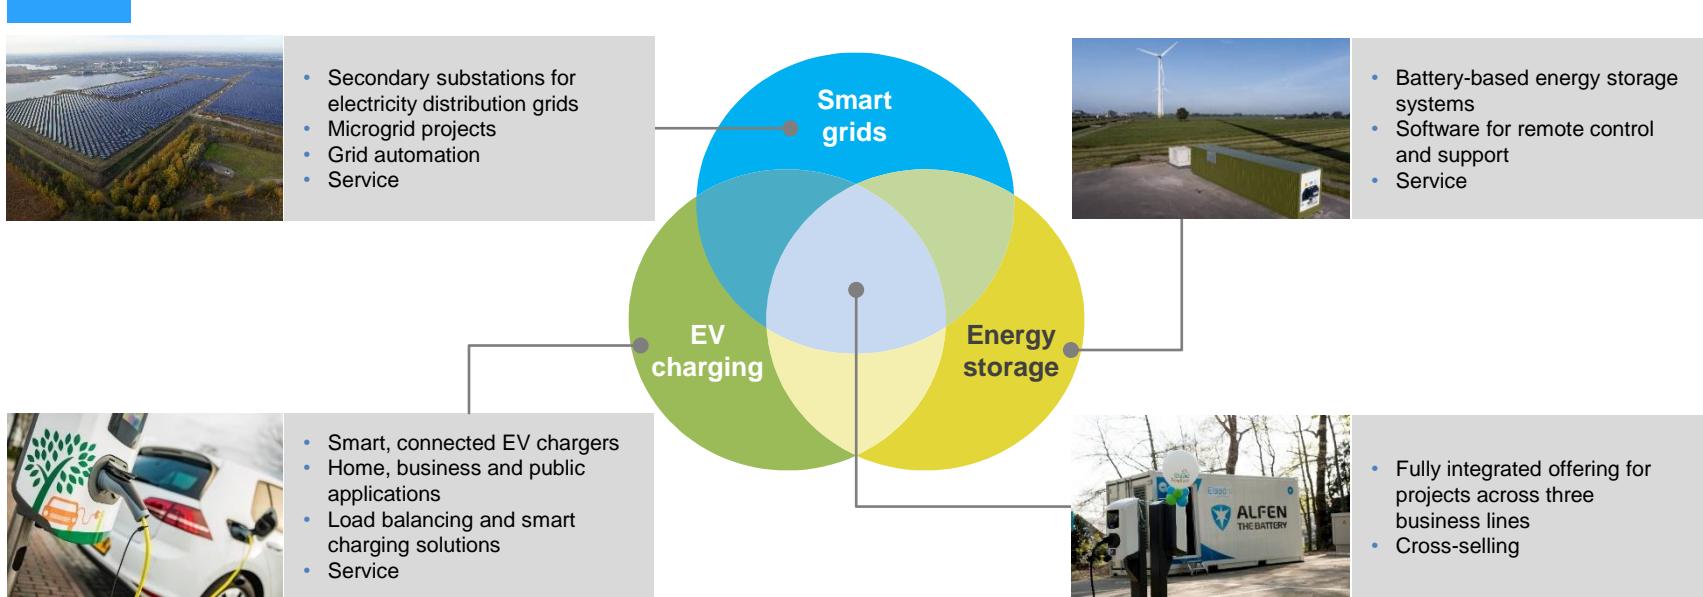 Secondary substations for
electricity distribution grids
Microgrid projects
Grid automation
Service
Smart
grids
Battery-based energy storage
systems
Software for remote control
and support
Service
EV
charging
Energy
storage
Smart, connected EV chargers
Home, business and public
applications
Load balancing and smart
charging solutions
Service
ALFEN
THE BATTERY
Fully integrated offering for
projects across three
business lines
Cross-selling